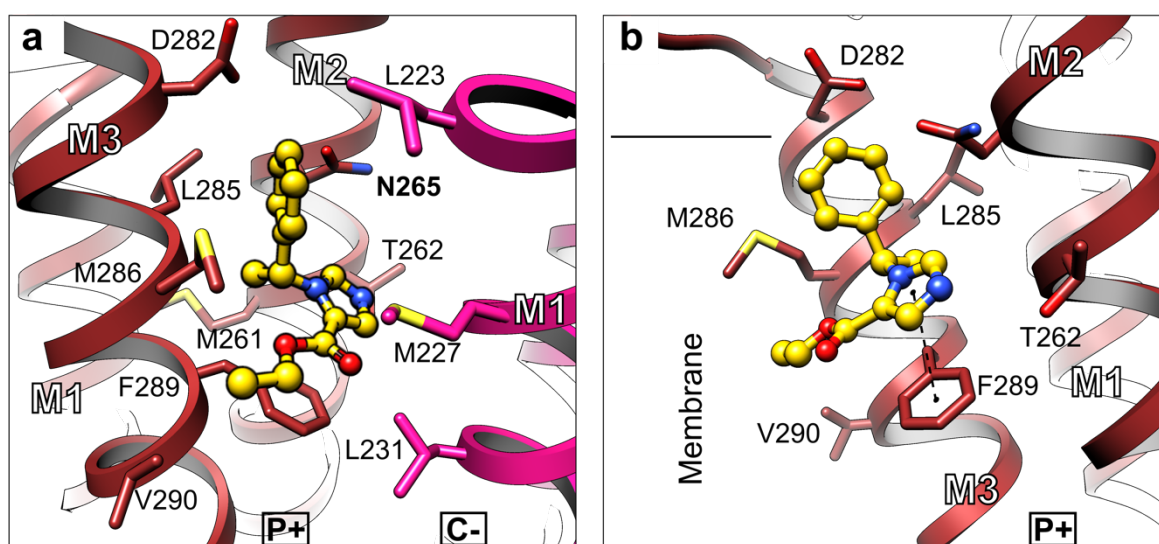 a
D282
M2
L223
M3
L285
N265
M286
T262
M261
M1
M227
M1
F289
L231
V290
P+
C-
b
D282
M2
M286
L285
T262
Membrane
F289
M1
V290
M3
P+